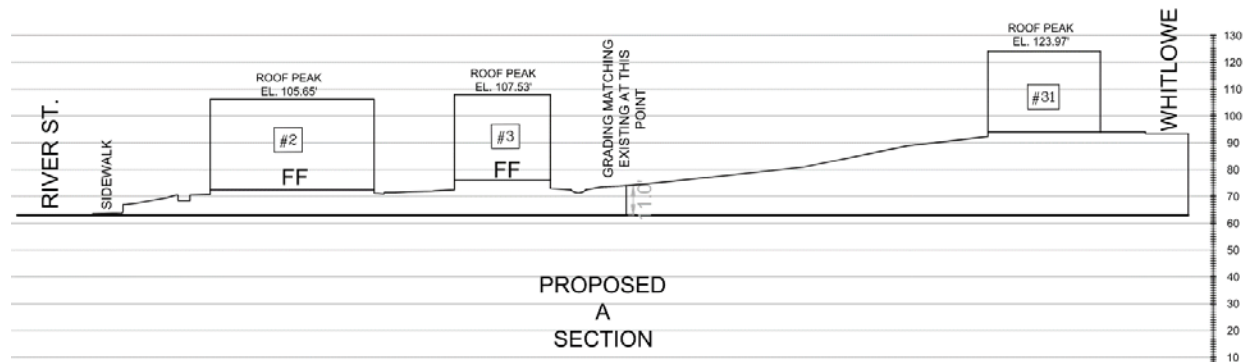 RIVER ST.
SIDEWALK
ROOF PEAK
EL. 105.65'
#2
FF
ROOF PEAK
EL. 107.53'
#3
FF
GRADING MATCHING
EXISTING AT THIS
POINT
11.0'
ROOF PEAK
EL. 123.97'
#31
WHITLOWE
130
120
110
100
90
80
70
60
50
40
30
20
10
PROPOSED
A
SECTION